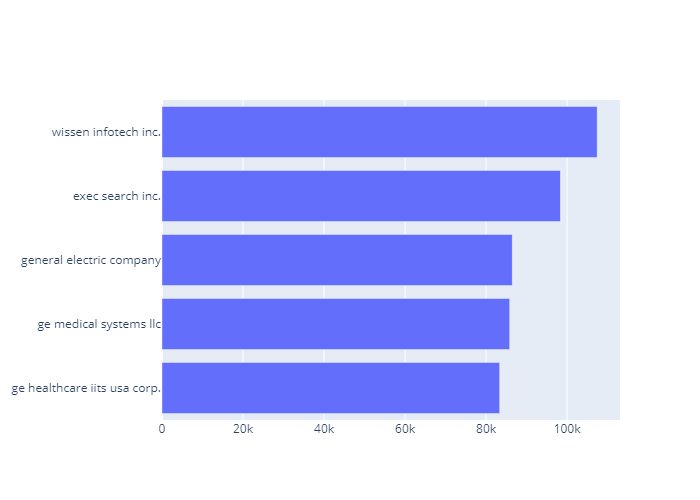 wissen infotech inc.
exec search inc.
general electric company
ge medical systems llc
ge healthcare iits usa corp.
0 20k 40k 60k 80k 100k